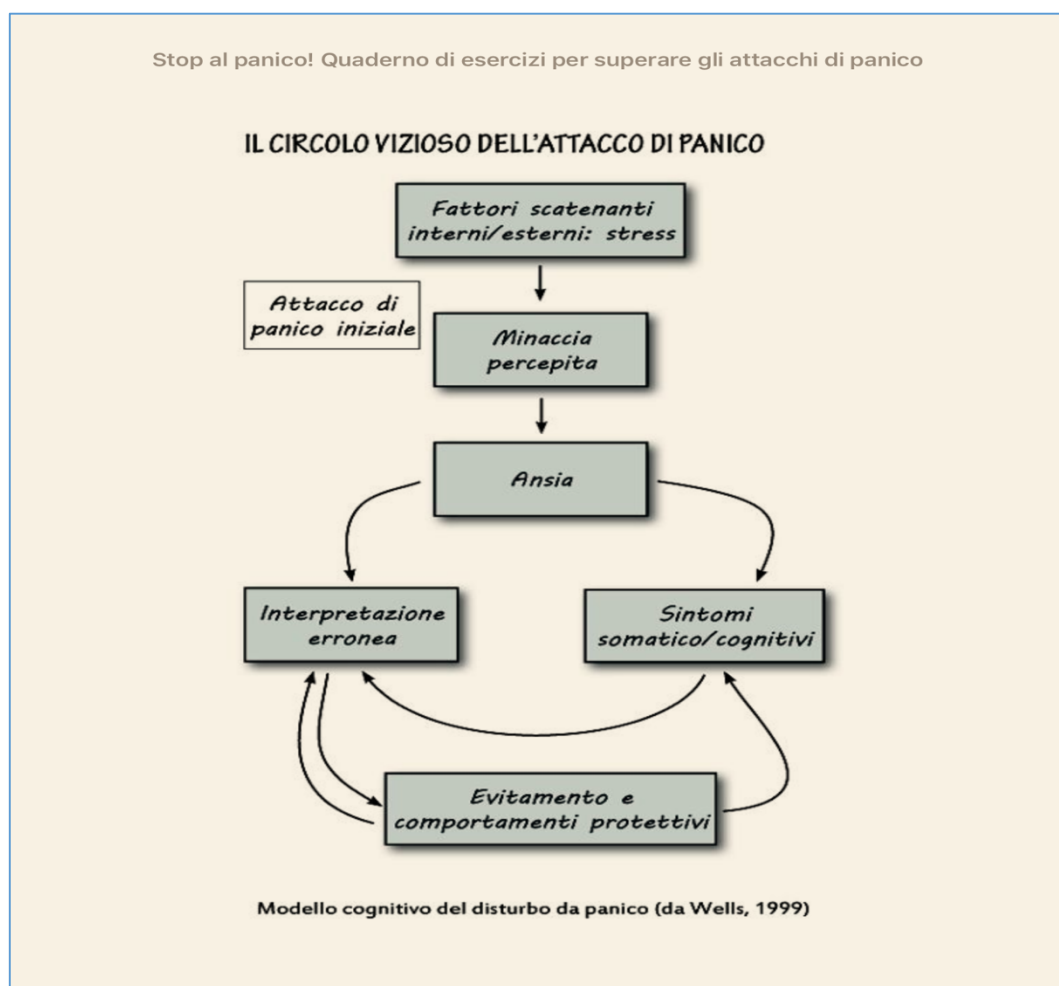 Stop al panico! Quaderno di esercizi per superare gli attacchi di panico
IL CIRCOLO VIZIOSO DELL'ATTACCO DI PANICO
Fattori scatenanti
interni/esterni: stress
Attacco di
panico iniziale
Minaccia
percepita
Ansia
Interpretazione
erronea
Sintomi
somatico/cognitivi
Evitamento e
comportamenti protettivi
Modello cognitivo del disturbo da panico (da Wells, 1999)